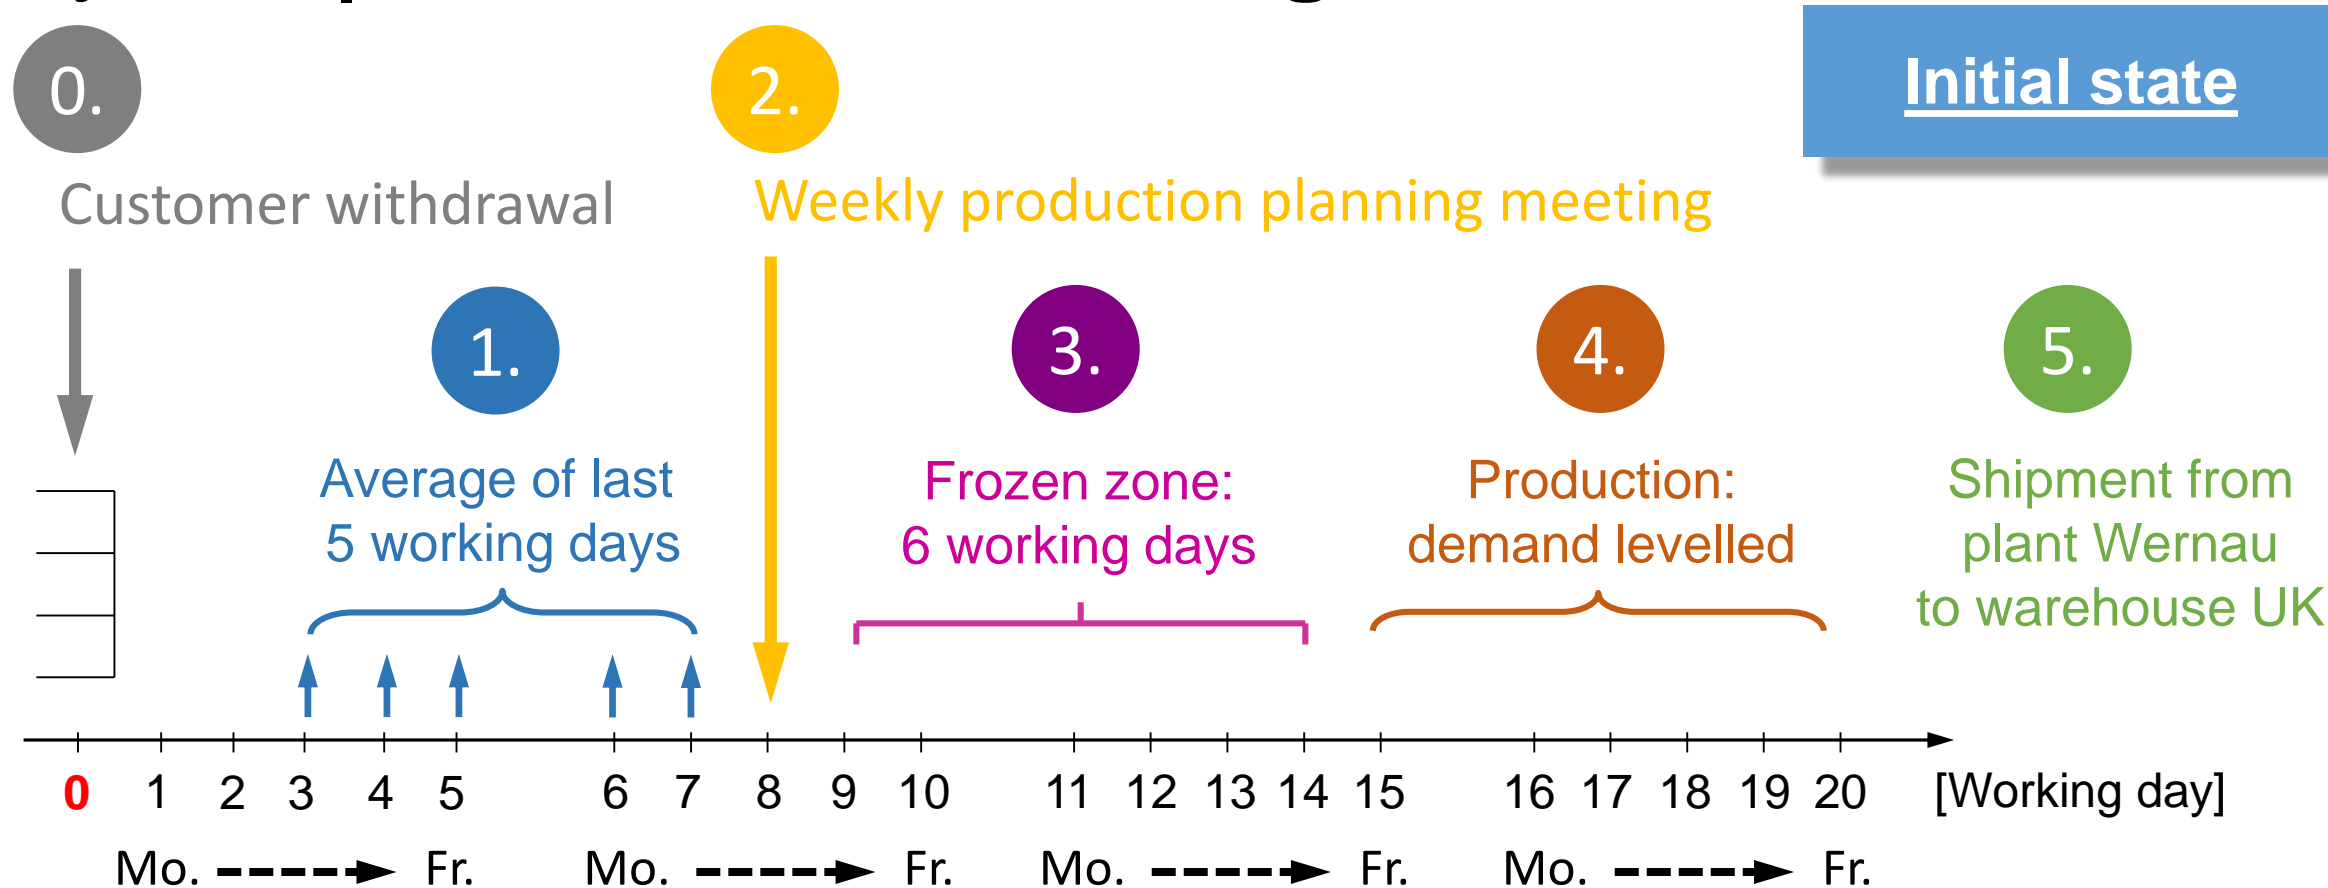 0.
2.
Initial state
Customer withdrawal
Weekly production planning meeting
1.
3.
4.
5.
Average of last
5 working days
Frozen zone:
6 working days
Production:
demand levelled
Shipment from
plant Wernau
to warehouse UK
0 1 2 3 4 5 6 7 8 9 10 11 12 13 14 15 16 17 18 19 20 [Working day]
Mo. Fr. Mo. Fr. Mo. Fr. Mo. Fr.